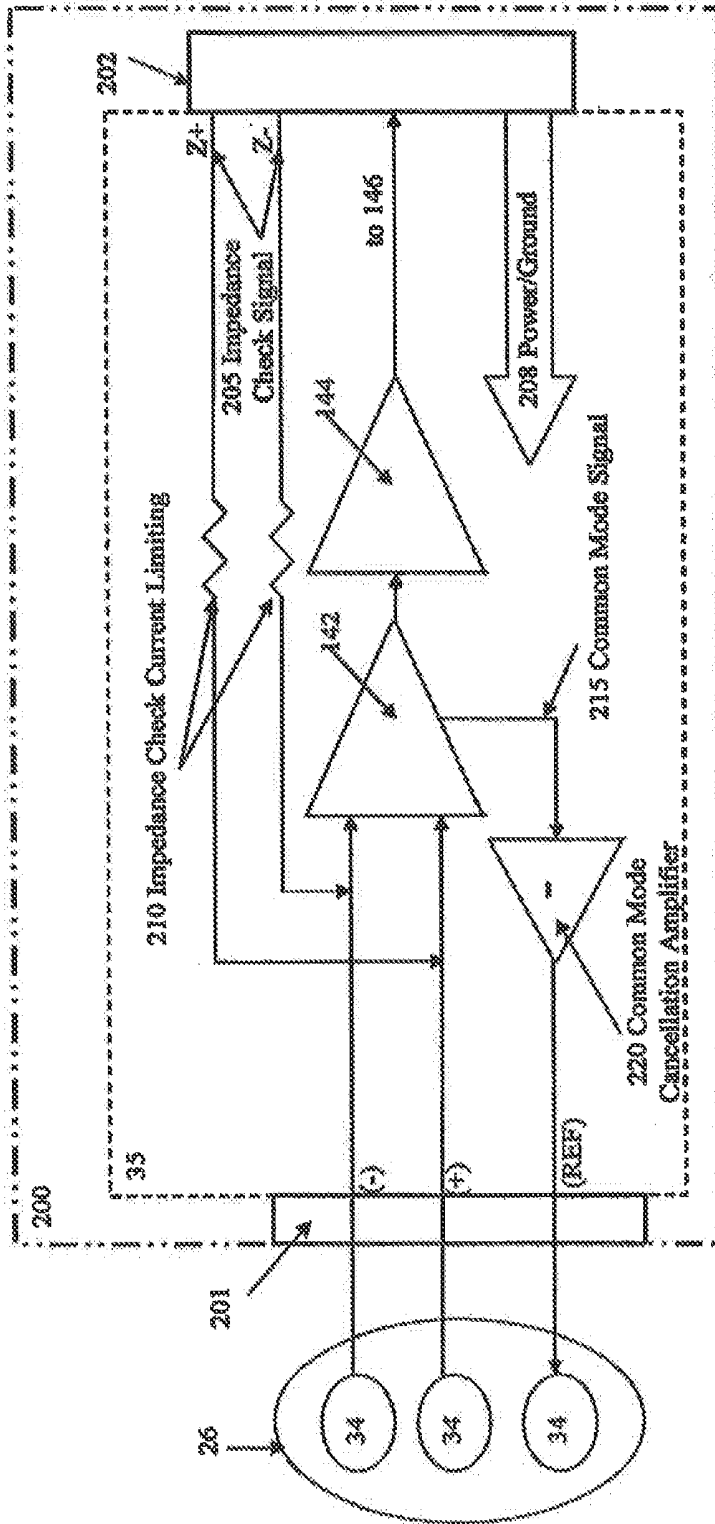 200
35
202
Z+
Z-
205 Impedance
Check Signal
210 Impedance Check Current Limiting
to 146
144
142
208 Power/Ground
215 Common Mode Signal
-
220 Common Mode
Cancellation Amplifier
201
(-)
(+)
(REF)
26
34
34
34